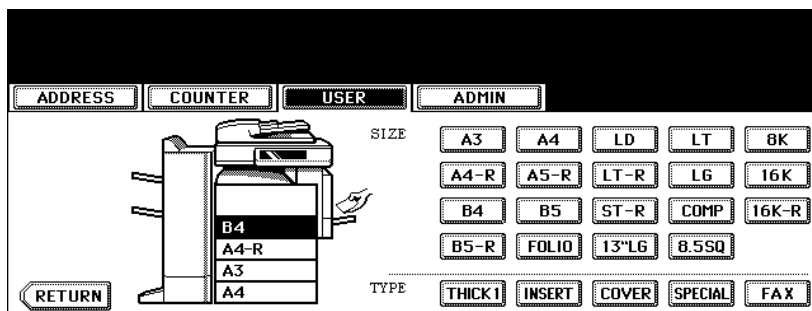 ADDRESS COUNTER USER ADMIN
SIZE A3 A4 LD LT 8K
A4-R A5-R LT-R LG 16K
B4 B5 ST-R COMP 16K-R
B4
A4-R B5-R FOLIO 13"LG 8.5SQ
A3
RETURN A4 TYPE THICK1 INSERT COVER SPECIAL FAX